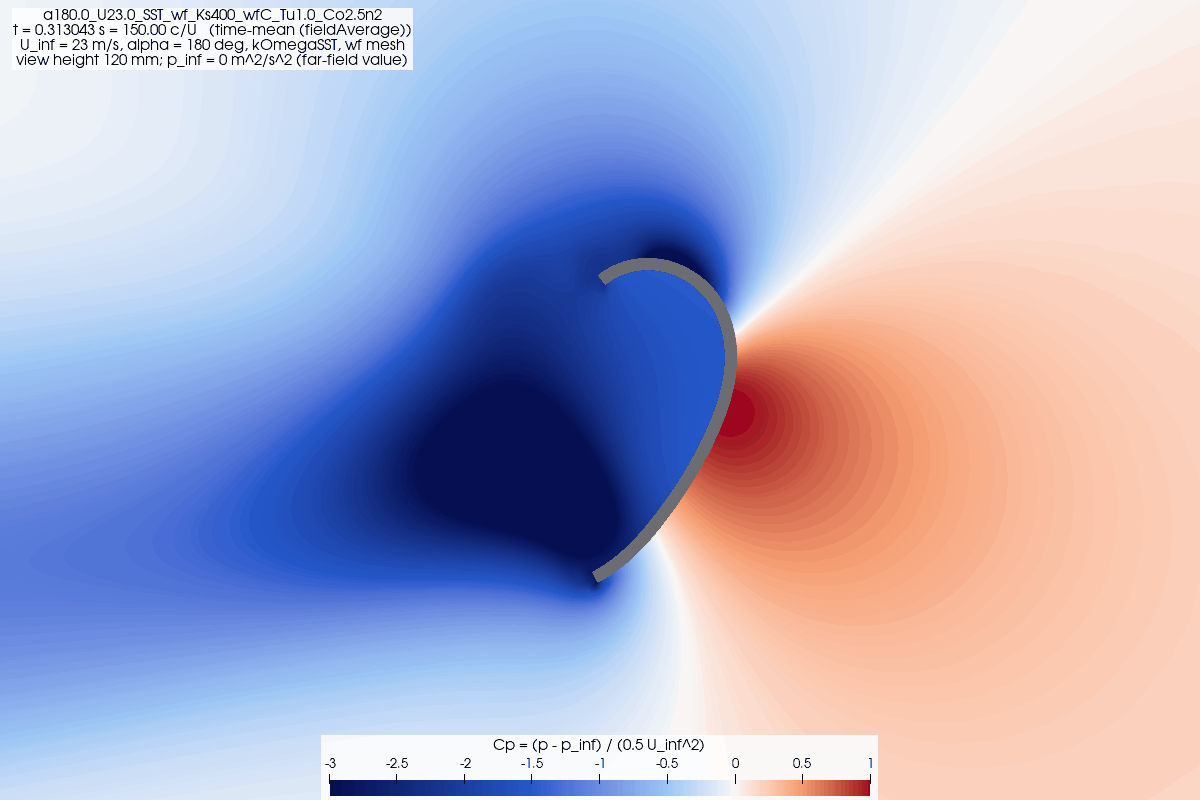 a180.0_U23.0_SST_wf_Ks400_wfC_Tu1.0_Co2.5n2
t = 0.313043 s = 150.00 c/U (time-mean (fieldAverage))
U_inf = 23 m/s, alpha = 180 deg, kOmegaSST, wf mesh
view height 120 mm; p_inf = 0 m^2/s^2 (far-field value)
Cp = (p - p_inf) / (0.5 U_inf^2)
-3 -2.5 -2 -1.5 -1 -0.5 0 0.5 1